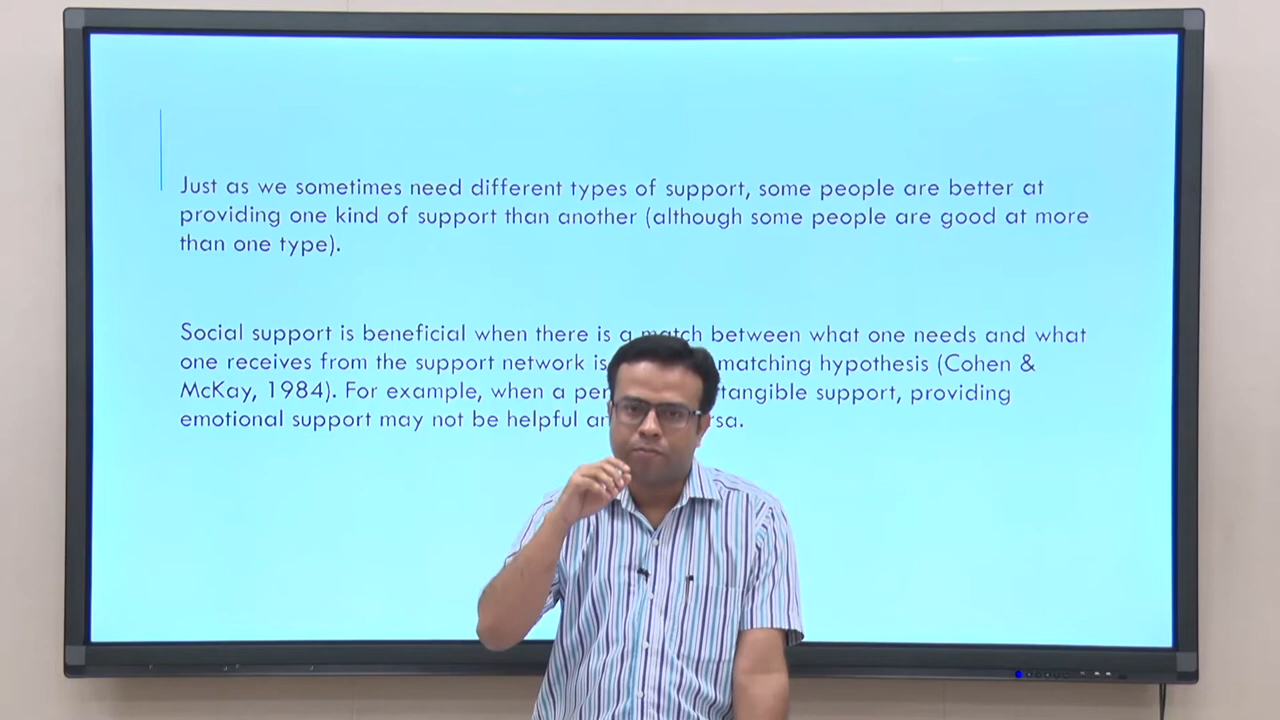 Just as we sometimes need different types of support, some people are better at
providing one kind of support than another (although some people are good at more
than one type).
Social support is beneficial when there is a match between what one needs and what
one receives from the support network is matching hypothesis (Cohen &
McKay, 1984). For example, when a tangible support, providing
emotional support may not be helpful